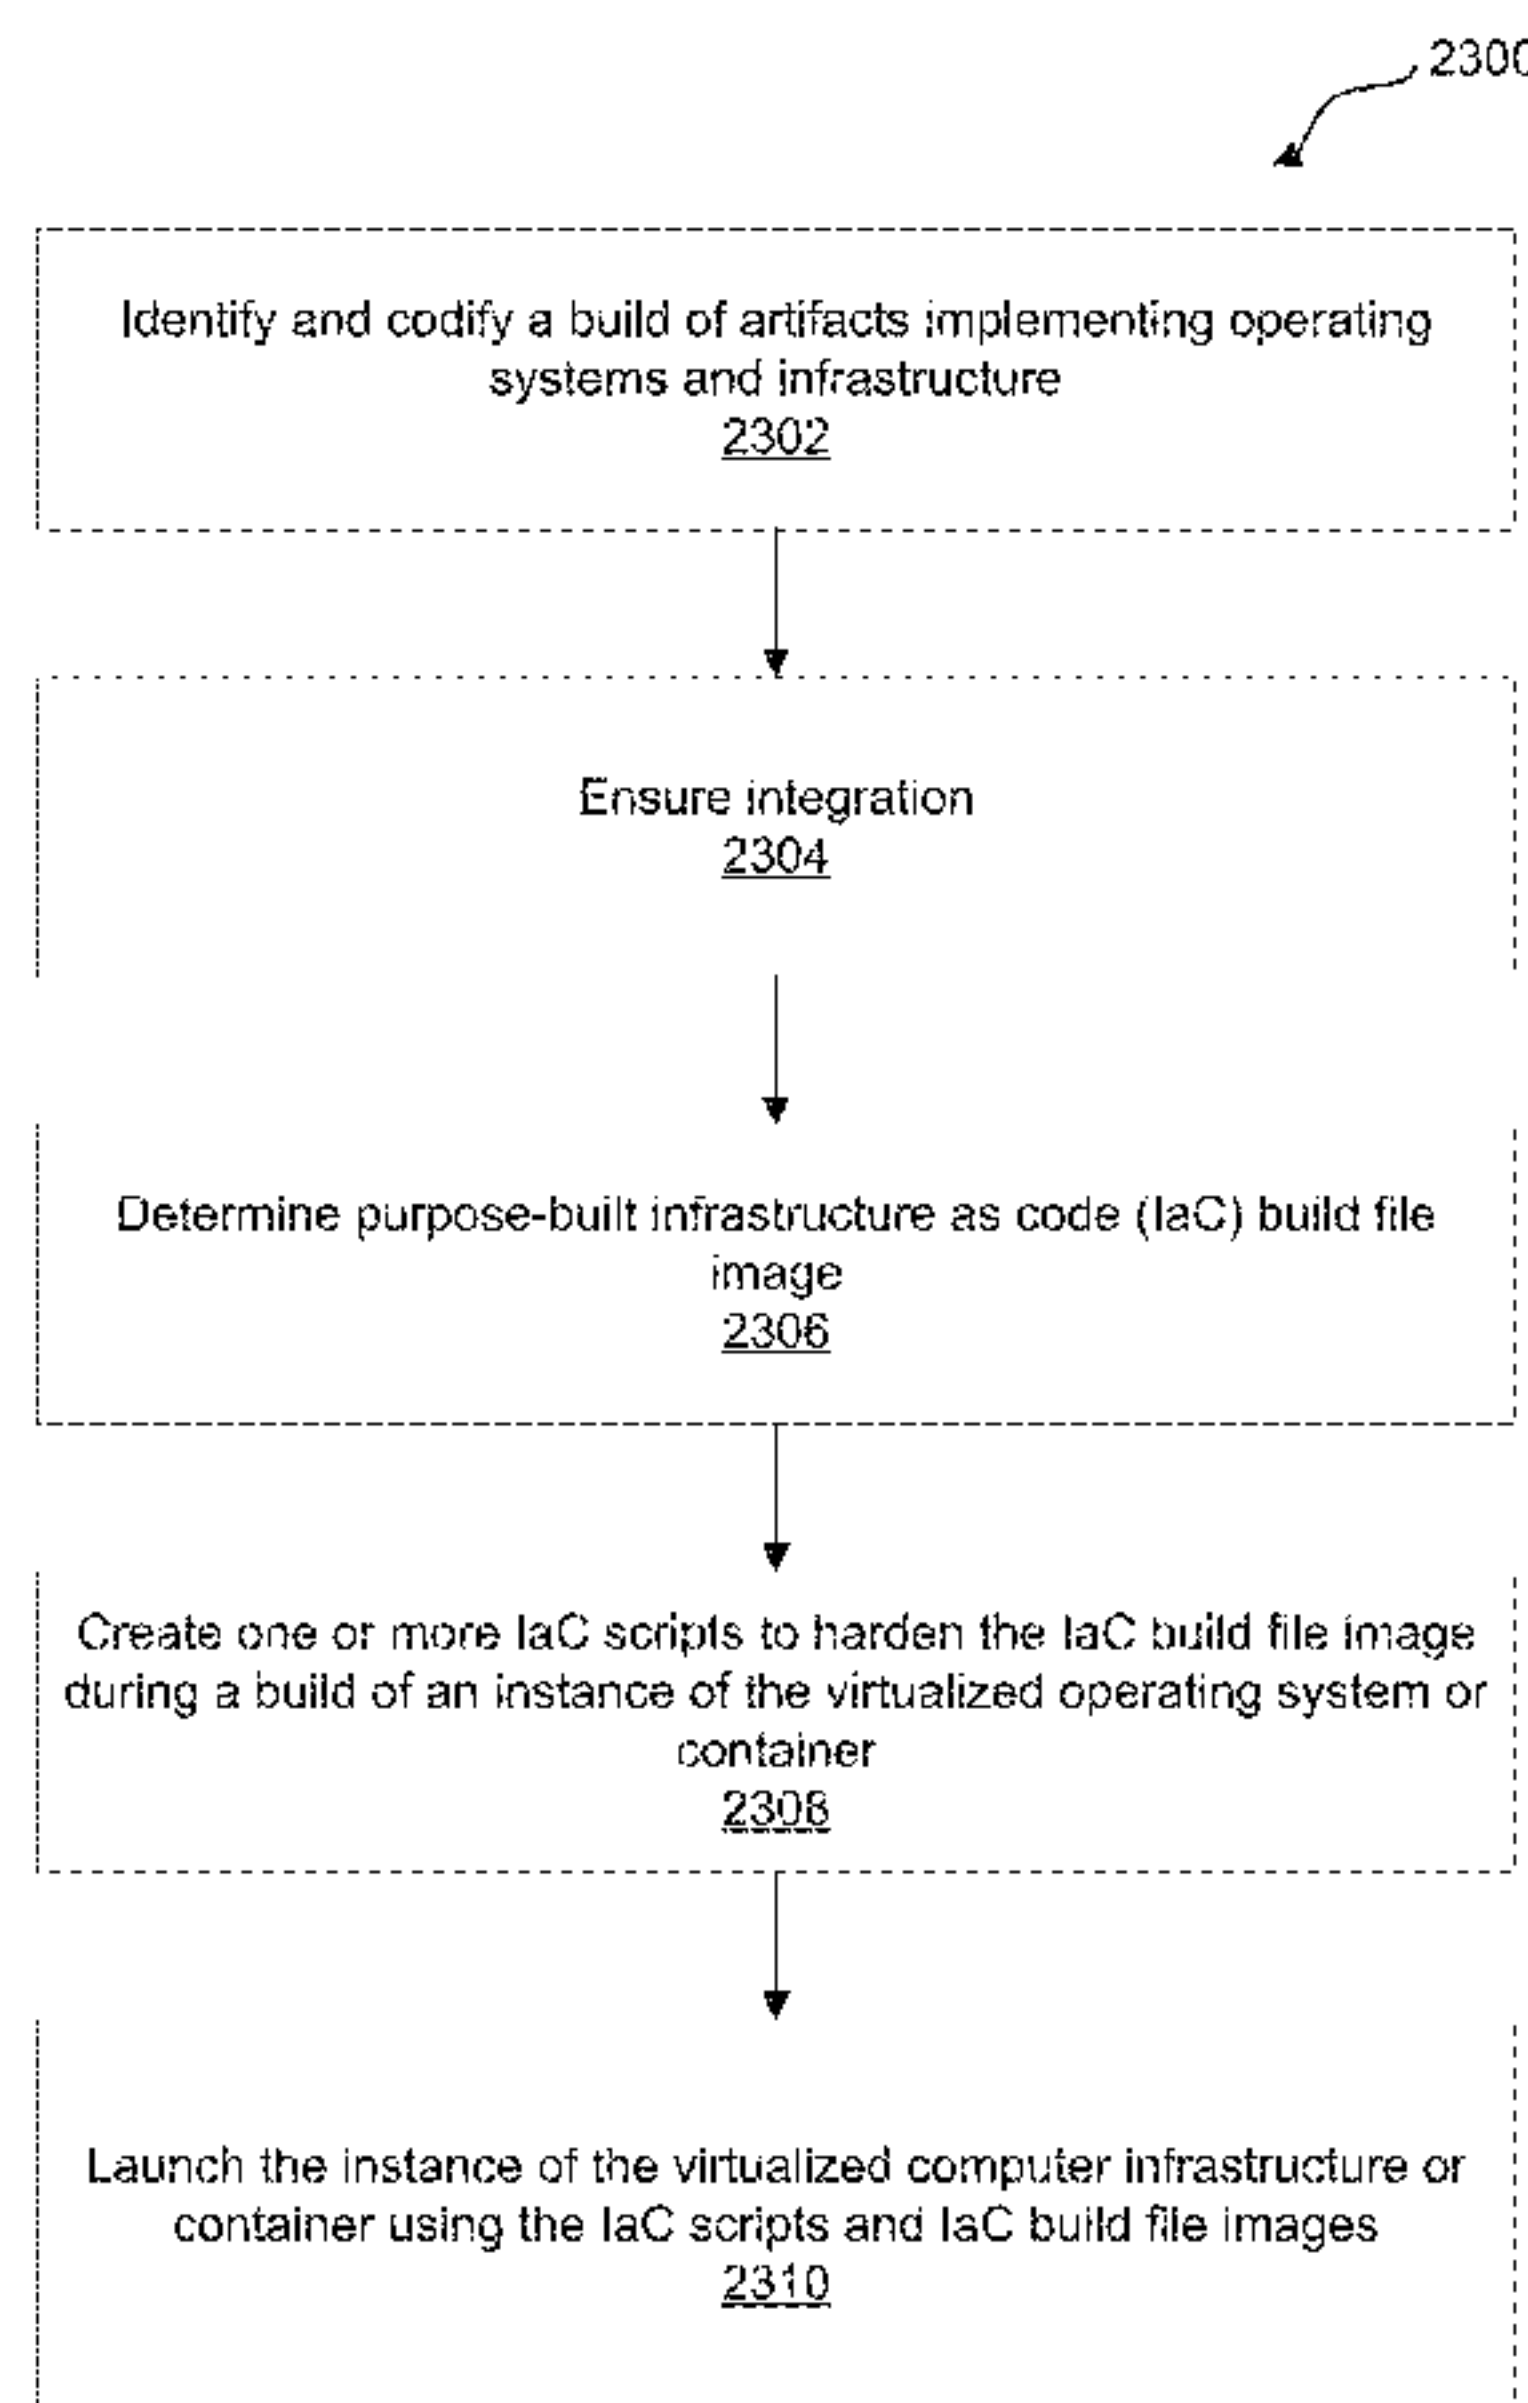 2300
Identify and codify a build of artifacts implementing operating
systems and infrastructure
2302
Ensure integration
2304
Determine purpose-built infrastructure as code (IaC) build file
image
2306
Create one or more IaC scripts to harden the IaC build file image
during a build of an instance of the virtualized operating system or
container
2308
Launch the instance of the virtualized computer infrastructure or
container using the IaC scripts and IaC build file images
2310